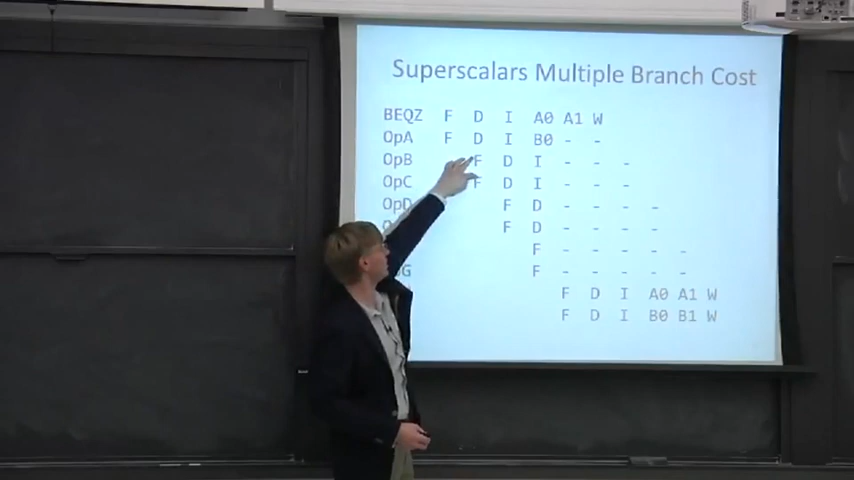 Superscalars Multiple Branch Cost
BEQZ F D I A0 A1 W
OpA F D I B0 - -
OpB F D I - - -
OpC F D I - - -
OpD F D - - - -
F D - - - -
F - - - - -
G F - - - - -
F D I A0 A1 W
F D I B0 B1 W